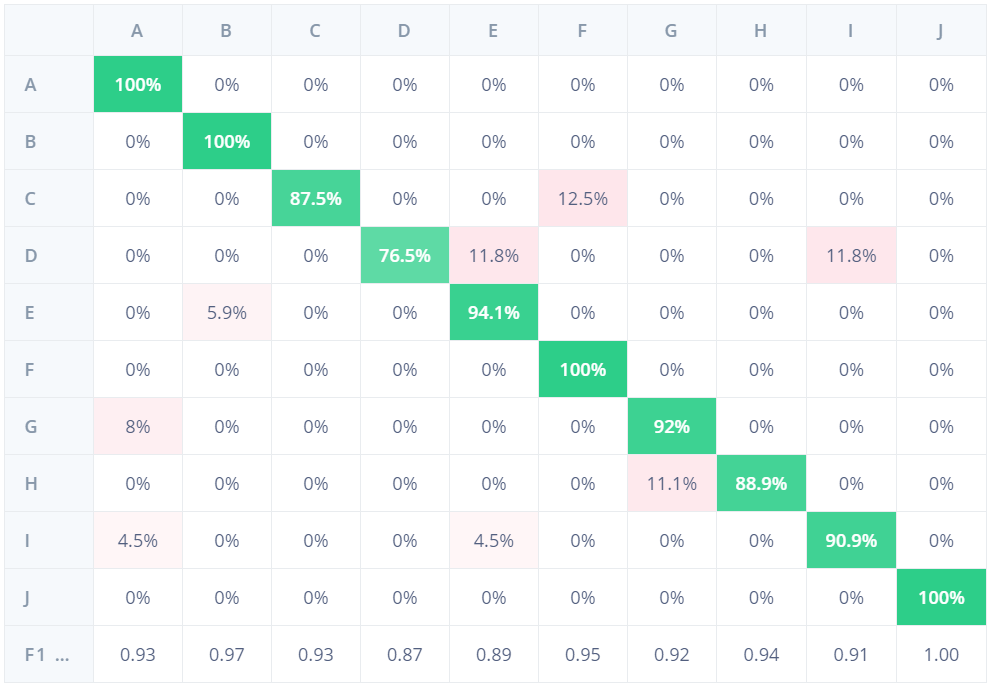 A B C D E F G H I J
A 100% 0% 0% 0% 0% 0% 0% 0% 0% 0%
B 0% 100% 0% 0% 0% 0% 0% 0% 0% 0%
C 0% 0% 87.5% 0% 0% 12.5% 0% 0% 0% 0%
D 0% 0% 0% 76.5% 11.8% 0% 0% 0% 11.8% 0%
E 0% 5.9% 0% 0% 94.1% 0% 0% 0% 0% 0%
F 0% 0% 0% 0% 0% 100% 0% 0% 0% 0%
G 8% 0% 0% 0% 0% 0% 92% 0% 0% 0%
H 0% 0% 0% 0% 0% 0% 11.1% 88.9% 0% 0%
I 4.5% 0% 0% 0% 4.5% 0% 0% 0% 90.9% 0%
J 0% 0% 0% 0% 0% 0% 0% 0% 0% 100%
F1 ... 0.93 0.97 0.93 0.87 0.89 0.95 0.92 0.94 0.91 1.00